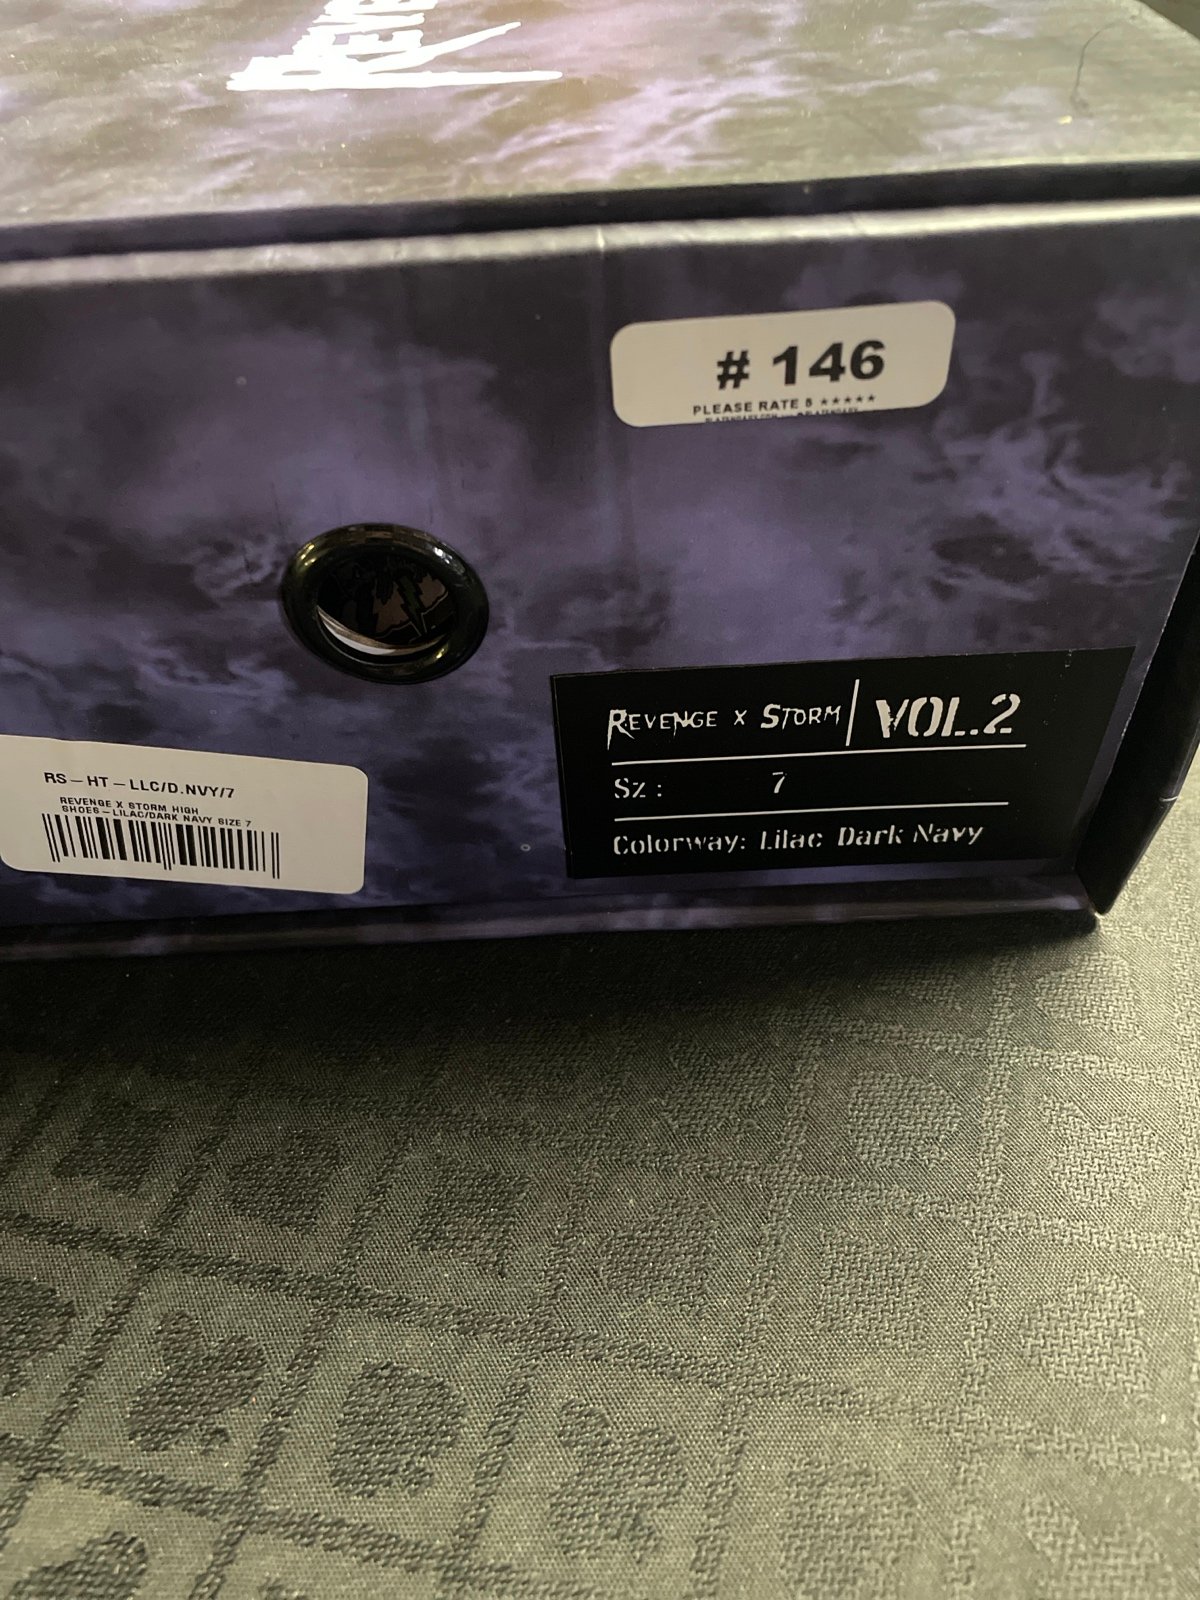 REVE
# 146
PLEASE RATE 5 ★★★★★
REVENGE X STORM | VOL.2
Sz : 7
Colorway: Lilac Dark Navy
RS-HT-LLC/D.NVY/7
REVENGE X STORM HIGH
SHOES-LILAC/DARK NAVY SIZE 7